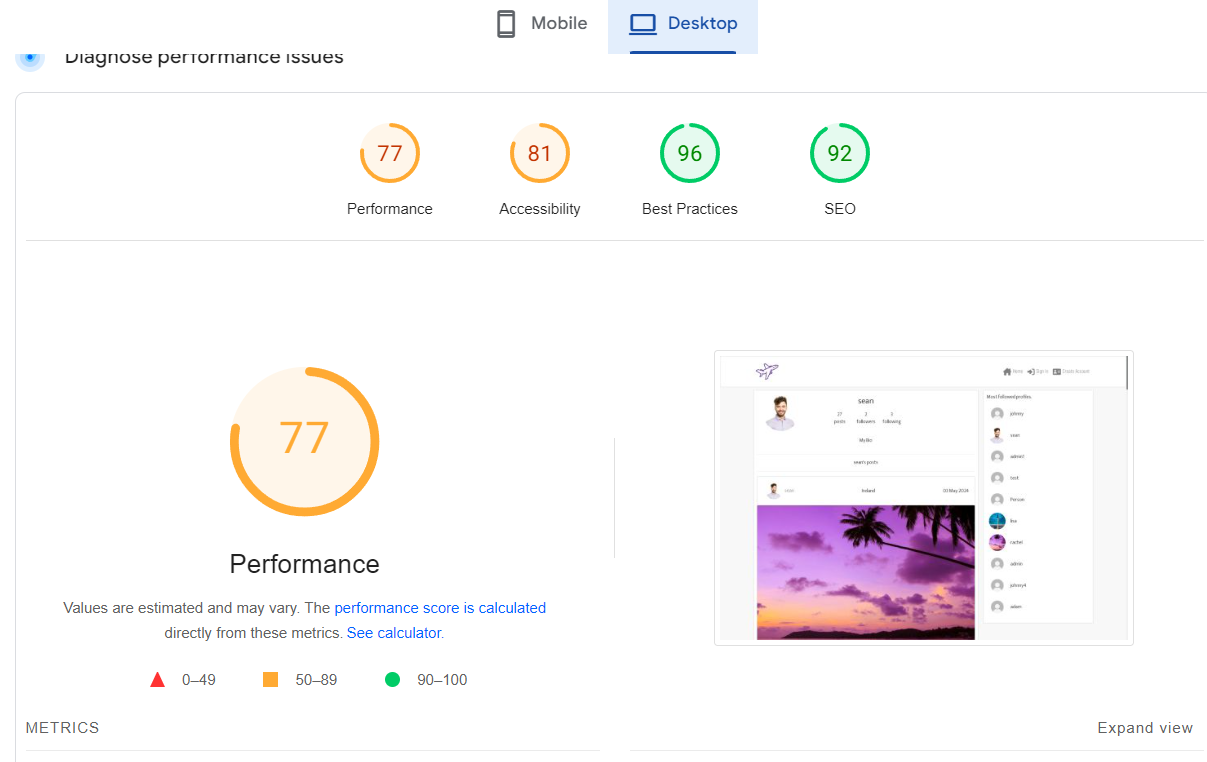 Mobile
Desktop
Diagnose performance issues
77
81
96
92
Performance
Accessibility
Best Practices
SEO
77
Performance
Values are estimated and may vary. The performance score is calculated
directly from these metrics. See calculator.
0–49
50–89
90–100
Home Sign In Create Account
sean
27 2 3
posts followers following
My Bio
sean's posts
sean Ireland 03 May 2024
Most followed profiles.
johnny
sean
admin1
test
Person
lisa
rachel
admin
johnny4
adam
METRICS
Expand view